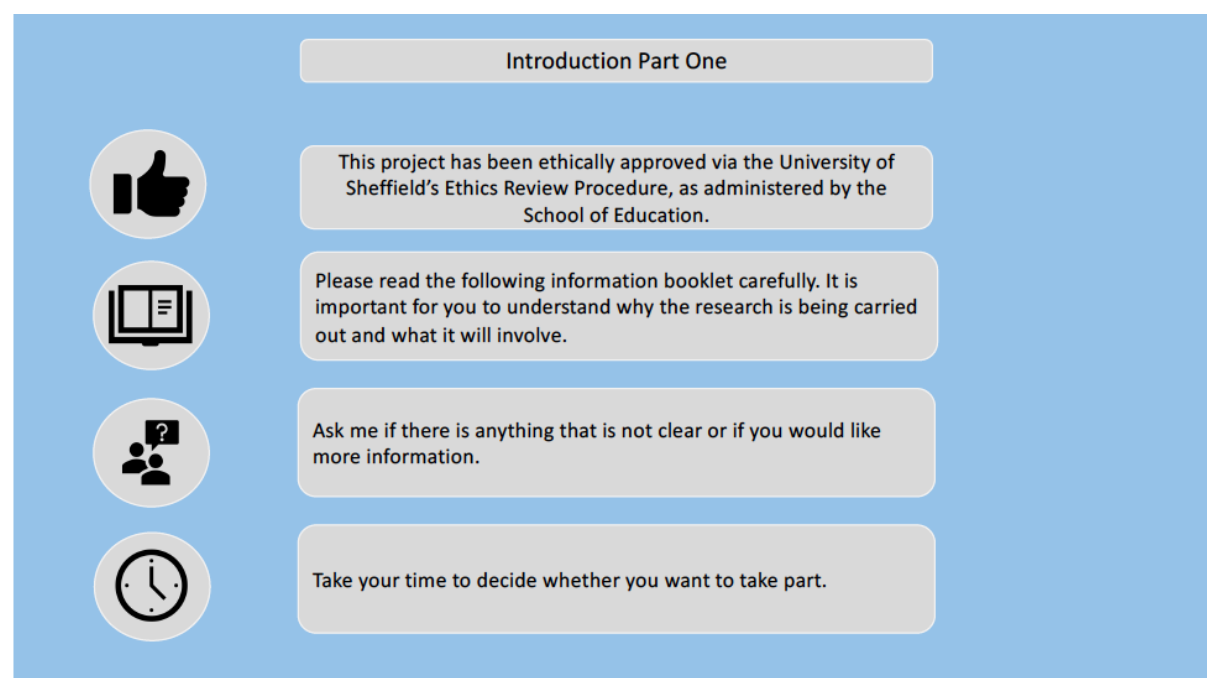 Introduction Part One
This project has been ethically approved via the University of
Sheffield’s Ethics Review Procedure, as administered by the
School of Education.
Please read the following information booklet carefully. It is
important for you to understand why the research is being carried
out and what it will involve.
?
Ask me if there is anything that is not clear or if you would like
more information.
Take your time to decide whether you want to take part.